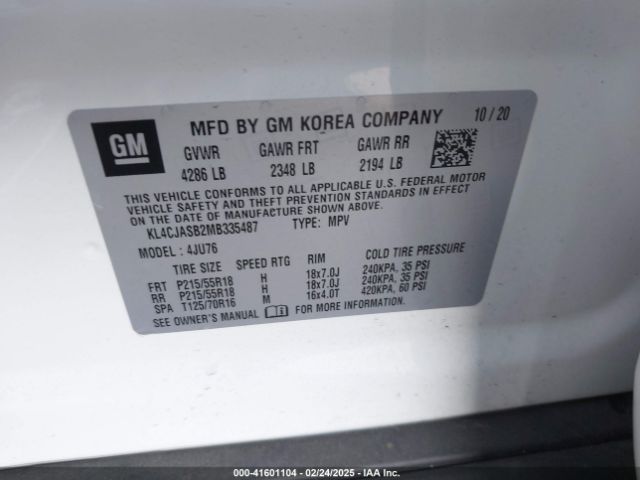 GM
MFD BY GM KOREA COMPANY 10/20
GVWR GAWR FRT GAWR RR
4286 LB 2348 LB 2194 LB
THIS VEHICLE CONFORMS TO ALL APPLICABLE U.S. FEDERAL MOTOR
VEHICLE SAFETY AND THEFT PREVENTION STANDARDS IN EFFECT
ON THE DATE OF MANUFACTURE SHOWN ABOVE.
KL4CJASB2MB335487 TYPE: MPV
MODEL: 4JU76
TIRE SIZE SPEED RTG RIM COLD TIRE PRESSURE
FRT P215/55R18 H 18x7.0J 240KPA, 35 PSI
RR P215/55R18 H 18x7.0J 240KPA, 35 PSI
SPA T125/70R16 M 16x4.0T 420KPA, 60 PSI
SEE OWNER'S MANUAL FOR MORE INFORMATION
000-41601104 - 02/24/2025 - IAA Inc.